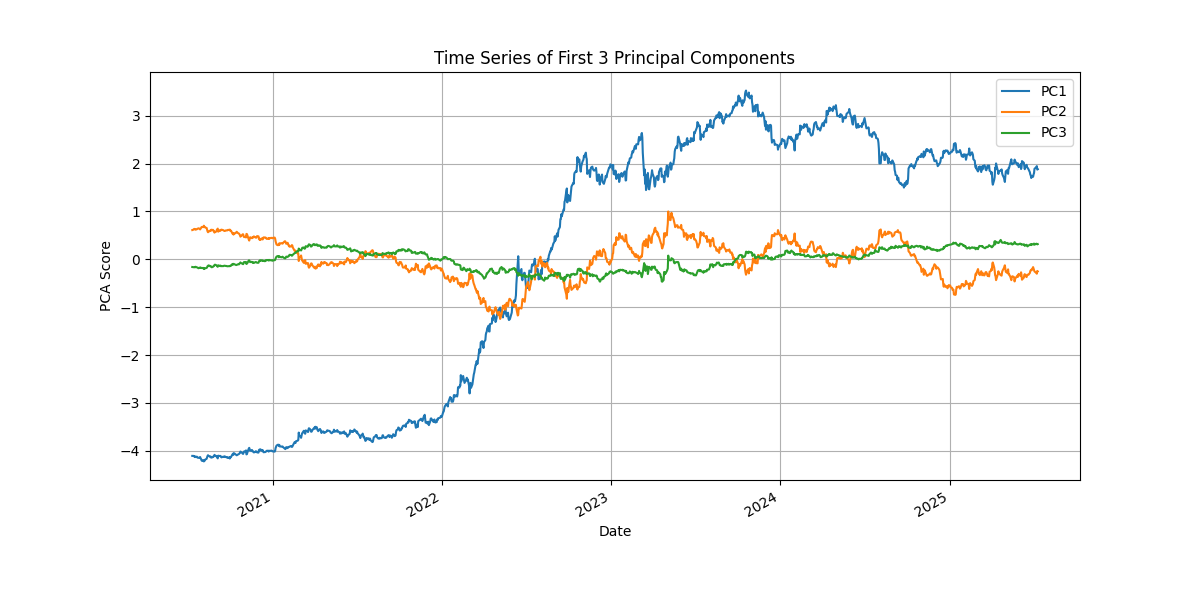 Time Series of First 3 Principal Components
PC1
PC2
PC3
PCA Score
3
2
1
0
−1
−2
−3
−4
2021
2022
2023
2024
2025
Date